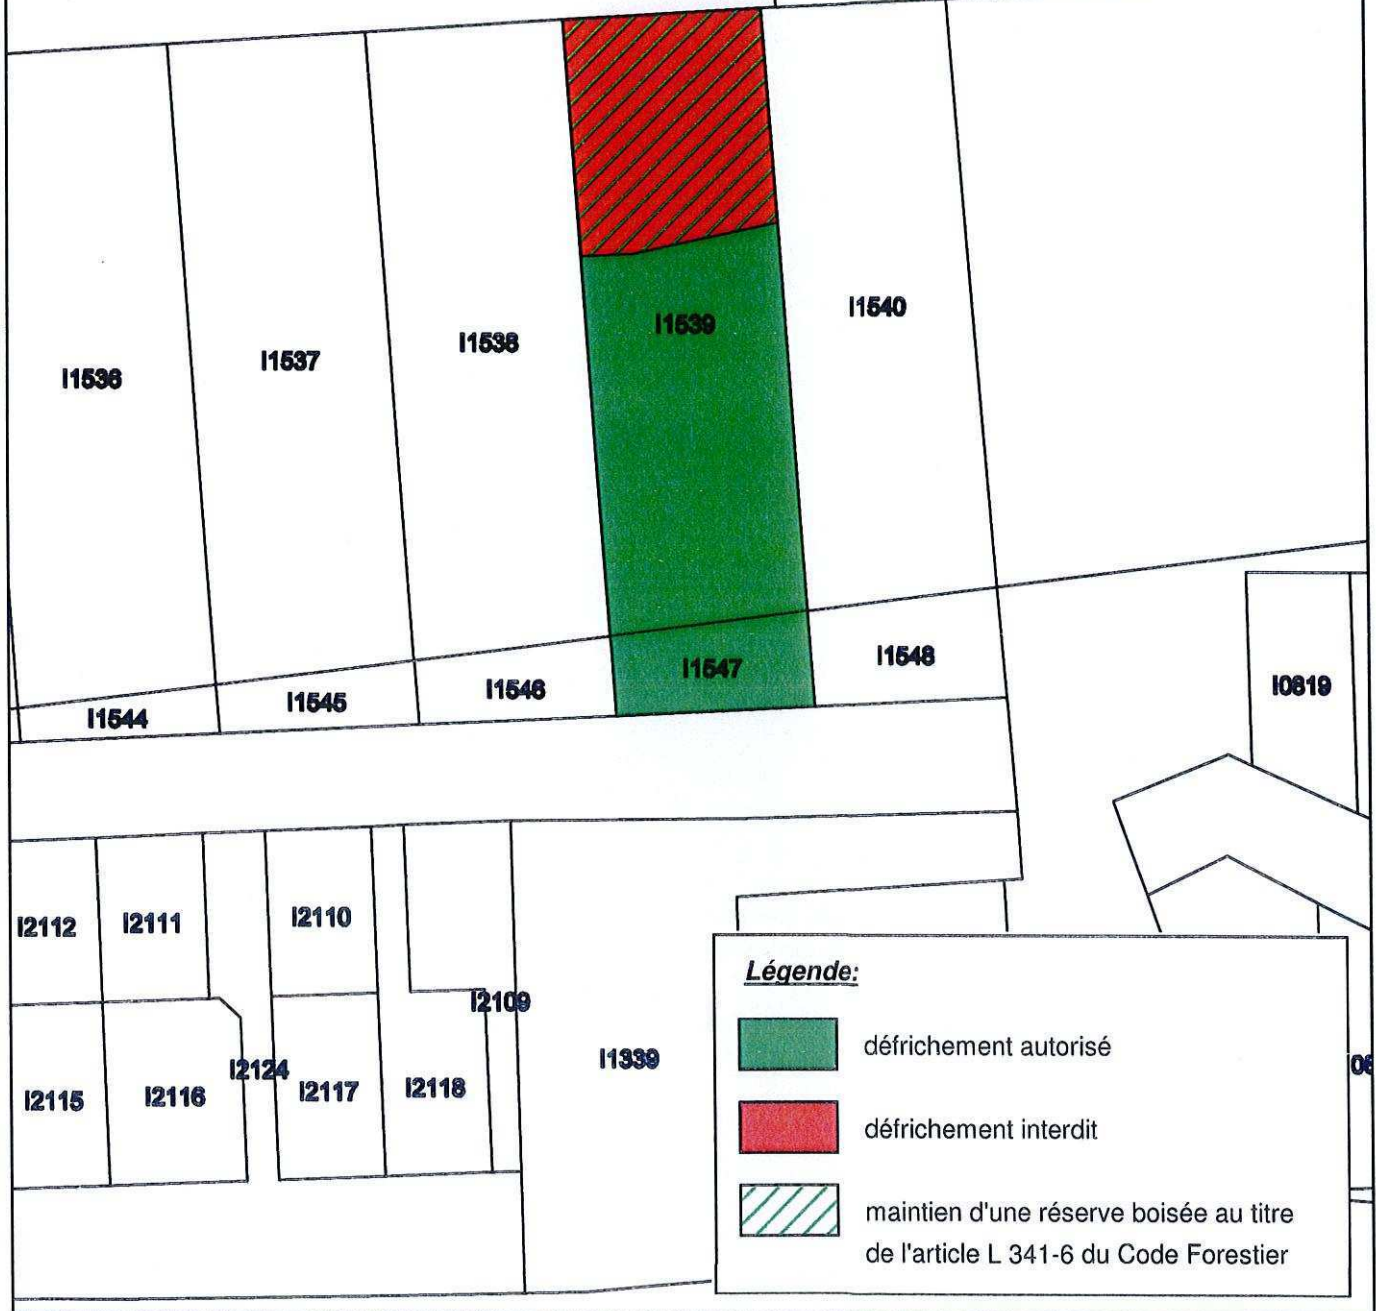 I1539
I1540
I1538
I1537
I1536
I1547
I1548
I1546
I1545
I1544
I0819
I2112
I2111
I2110
I2109
I1339
I2124
I2115
I2116
I2117
I2118
Légende:
défrichement autorisé
défrichement interdit
maintien d'une réserve boisée au titre
de l'article L 341-6 du Code Forestier